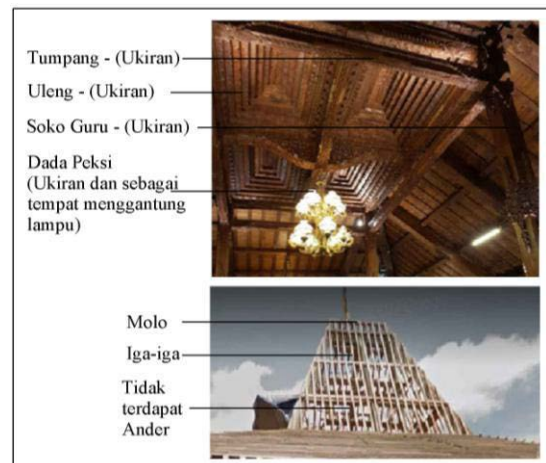 Tumpang - (Ukiran)
Uleng - (Ukiran)
Soko Guru - (Ukiran)
Dada Peksi
(Ukiran dan sebagai
tempat menggantung
lampu)
Molo
Iga-iga
Tidak
terdapat
Ander